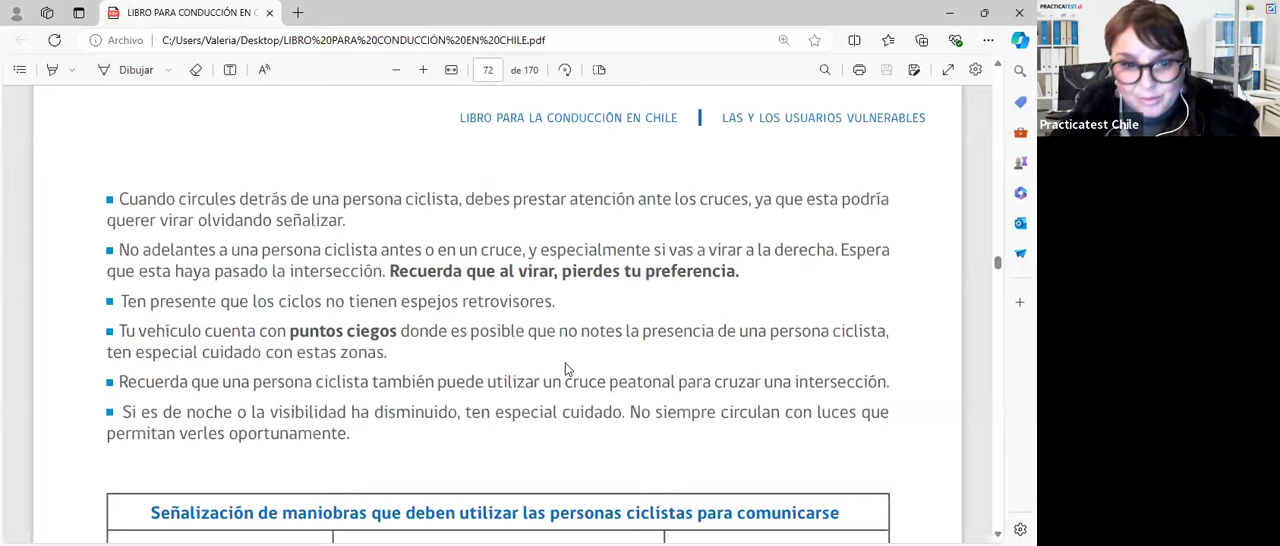 LIBRO PARA CONDUCCIÓN EN C
Archivo
C:/Users/Valeria/Desktop/LIBRO%20PARA%20CONDUCCIÓN%20EN%20CHILE.pdf
Dibujar
72
de 170
LIBRO PARA LA CONDUCCIÓN EN CHILE | LAS Y LOS USUARIOS VULNERABLES
Cuando circules detrás de una persona ciclista, debes prestar atención ante los cruces, ya que esta podría
querer virar olvidando señalizar.
No adelantes a una persona ciclista antes o en un cruce, y especialmente si vas a virar a la derecha. Espera
que esta haya pasado la intersección. Recuerda que al virar, pierdes tu preferencia.
Ten presente que los ciclos no tienen espejos retrovisores.
Tu vehículo cuenta con puntos ciegos donde es posible que no notes la presencia de una persona ciclista,
ten especial cuidado con estas zonas.
Recuerda que una persona ciclista también puede utilizar un cruce peatonal para cruzar una intersección.
Si es de noche o la visibilidad ha disminuido, ten especial cuidado. No siempre circulan con luces que
permitan verles oportunamente.
Señalización de maniobras que deben utilizar las personas ciclistas para comunicarse
PRACTICATEST.cl
Practicatest Chile